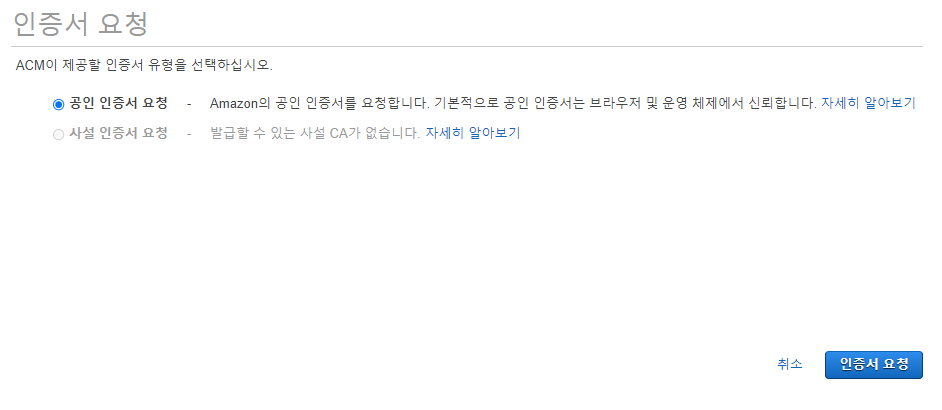 인증서 요청
ACM이 제공할 인증서 유형을 선택하십시오.
공인 인증서 요청 - Amazon의 공인 인증서를 요청합니다. 기본적으로 공인 인증서는 브라우저 및 운영 체제에서 신뢰합니다. 자세히 알아보기
사설 인증서 요청 - 발급할 수 있는 사설 CA가 없습니다. 자세히 알아보기
취소 인증서 요청